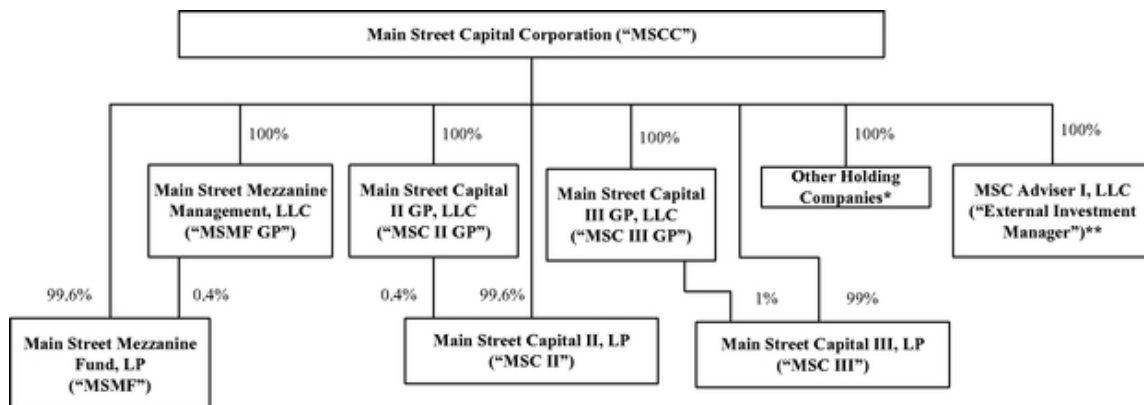 Main Street Capital Corporation (“MSCC”)
100%
100%
100%
100%
100%
Main Street Mezzanine
Management, LLC
(“MSMF GP”)
Main Street Capital
II GP, LLC
(“MSC II GP”)
Main Street Capital
III GP, LLC
(“MSC III GP”)
Other Holding
Companies*
MSC Adviser I, LLC
(“External Investment
Manager”)**
99.6%
0.4%
0.4%
99.6%
1%
99%
Main Street Mezzanine
Fund, LP
(“MSMF”)
Main Street Capital II, LP
(“MSC II”)
Main Street Capital III, LP
(“MSC III”)